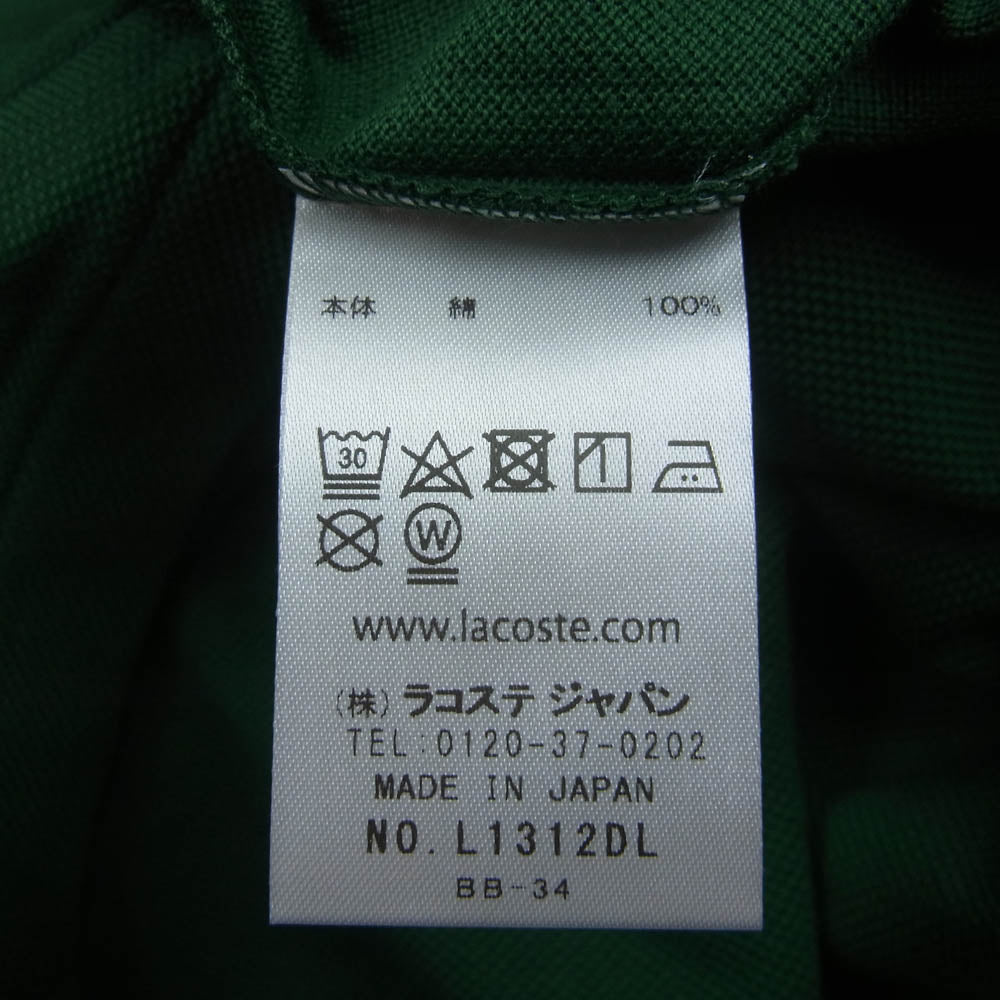 本体 綿 100%
30
W
www.lacoste.com
(株) ラコステ ジャパン
TEL:0120-37-0202
MADE IN JAPAN
NO. L1312DL
BB-34